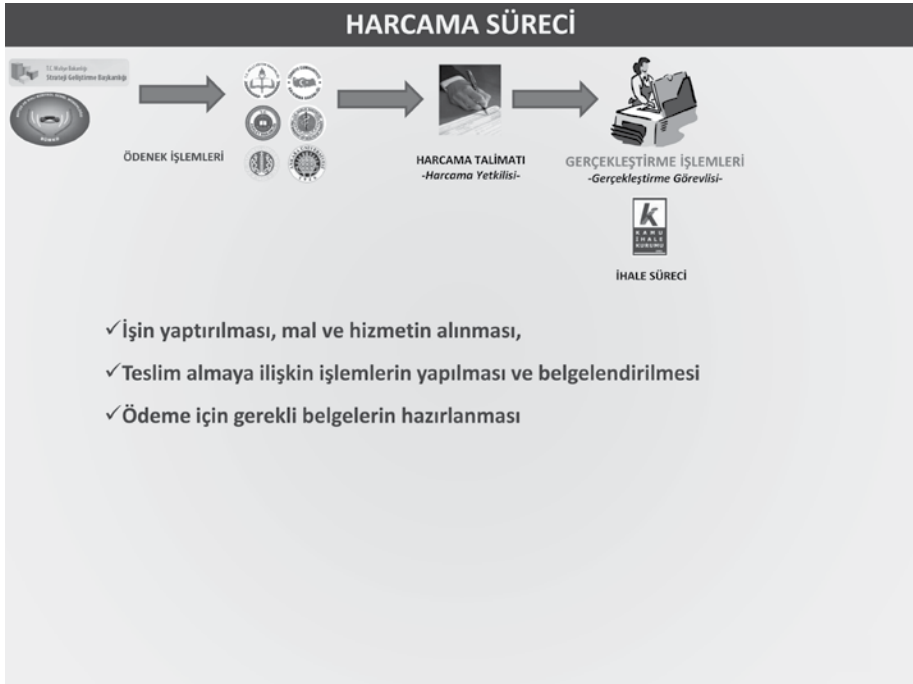 HARCAMA SÜRECİ
T.C. Maliye Bakanlığı
Strateji Geliştirme Başkanlığı
ÖDENEK İŞLEMLERİ
HARCAMA TALİMATI
-Harcama Yetkilisi-
GERÇEKLEŞTİRME İŞLEMLERİ
-Gerçekleştirme Görevlisi-
k
KAMU
İHALE
KURUMU
İHALE SÜRECİ
✓İşin yaptırılması, mal ve hizmetin alınması,
✓Teslim almaya ilişkin işlemlerin yapılması ve belgelendirilmesi
✓Ödeme için gerekli belgelerin hazırlanması